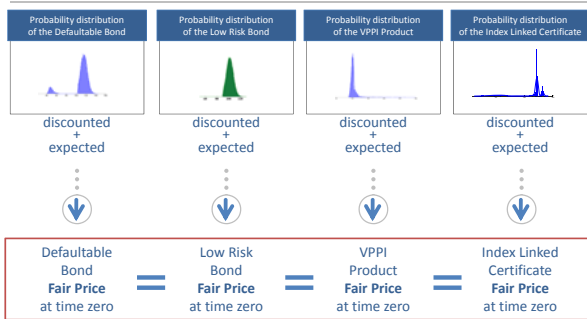 Probability distribution
of the Defaultable Bond
Probability distribution
of the Low Risk Bond
Probability distribution
of the VPPI Product
Probability distribution
of the Index Linked Certificate
discounted
+
expected
discounted
+
expected
discounted
+
expected
discounted
+
expected
Defaultable
Bond
Fair Price
at time zero
=
Low Risk
Bond
Fair Price
at time zero
=
VPPI
Product
Fair Price
at time zero
=
Index Linked
Certificate
Fair Price
at time zero